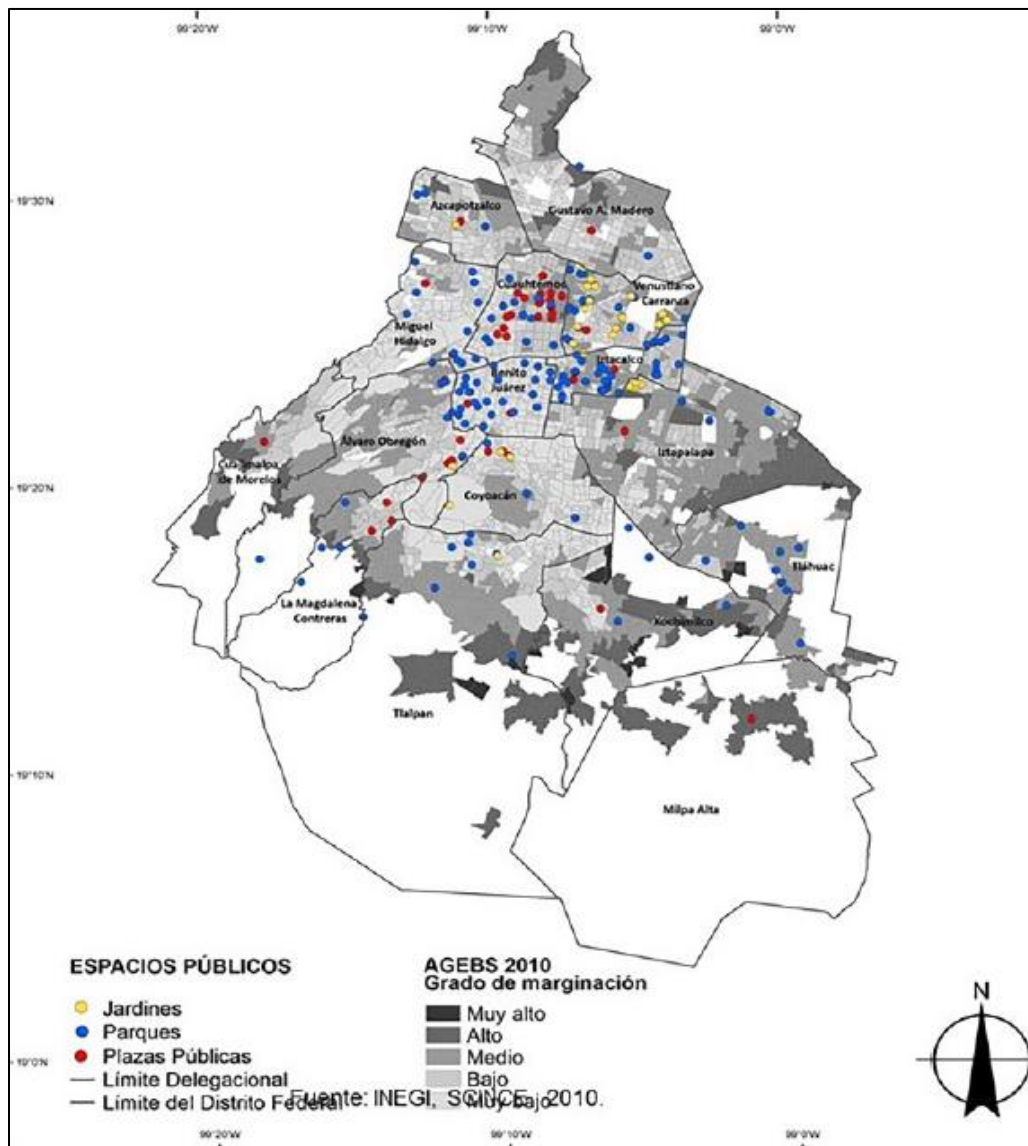 99°20'W 99°10'W 99°0'W
19°30'N
Azcapotzalco
Gustavo A. Madero
Cuauhtemoc
Venustiano
Carranza
Miguel
Hidalgo
Iztacalco
Benito
Juárez
Álvaro Obregón
Iztapalapa
Cuajimalpa
de Morelos
19°20'N
Coyoacán
Tláhuac
La Magdalena
Contreras
Xochimilco
Tlalpan
19°10'N
Milpa Alta
ESPACIOS PÚBLICOS
Jardines
Parques
Plazas Públicas
Límite Delegacional
Límite del Distrito Federal
AGEBS 2010
Grado de marginación
Muy alto
Alto
Medio
Bajo
Muy bajo
Fuente: INEGI, SCINCE, 2010.
N
19°0'N
99°20'W 99°10'W 99°0'W